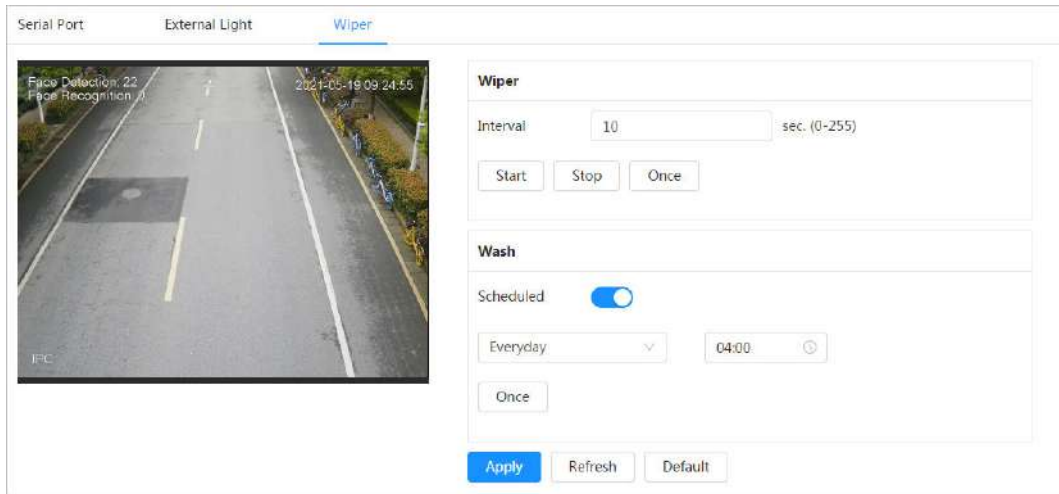 Serial Port External Light Wiper
Face Detection: 22 2021-05-19 09:24:55
Face Recognition: 0
IPC
Wiper
Interval 10 sec. (0-255)
Start Stop Once
Wash
Scheduled
Everyday 04:00
Once
Apply Refresh Default